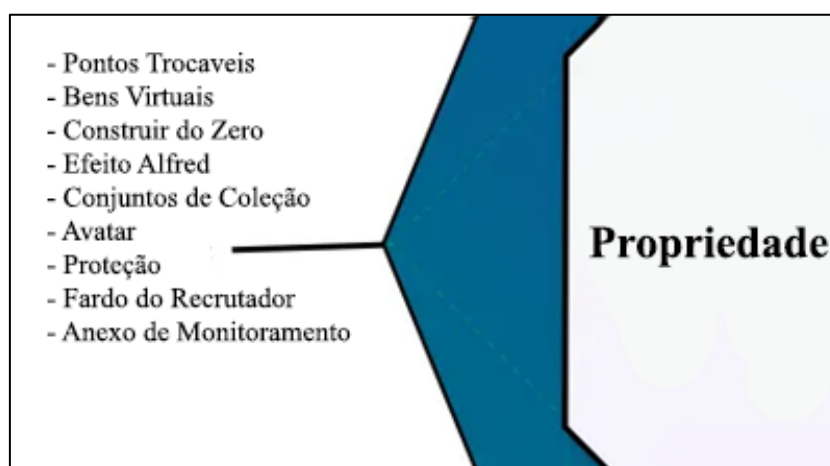 - Pontos Trocaveis
- Bens Virtuais
- Construir do Zero
- Efeito Alfred
- Conjuntos de Coleção
- Avatar
- Proteção
- Fardo do Recrutador
- Anexo de Monitoramento
Propriedade